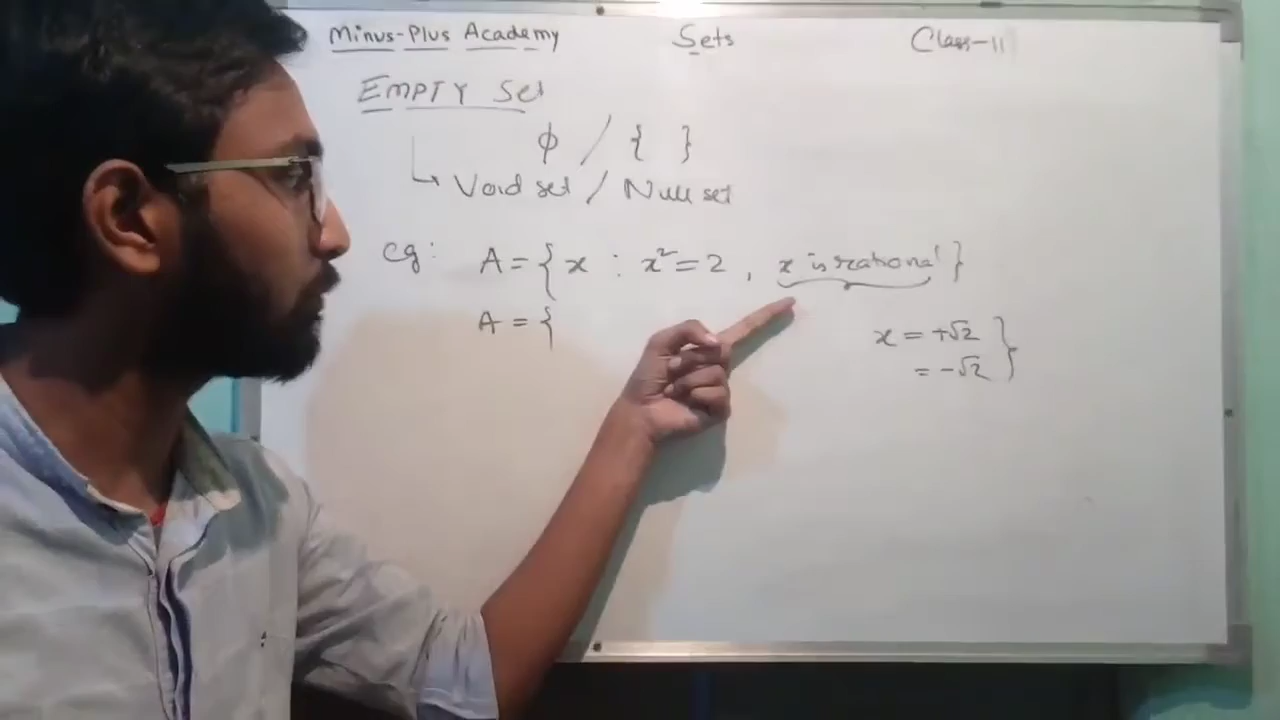 Minus-Plus Academy Sets Class-11
EMPTY Set
ϕ / { }
Void set / Null set
eg: A = { x : x² = 2 , x is rational }
A = {
x = +√2 }
= -√2